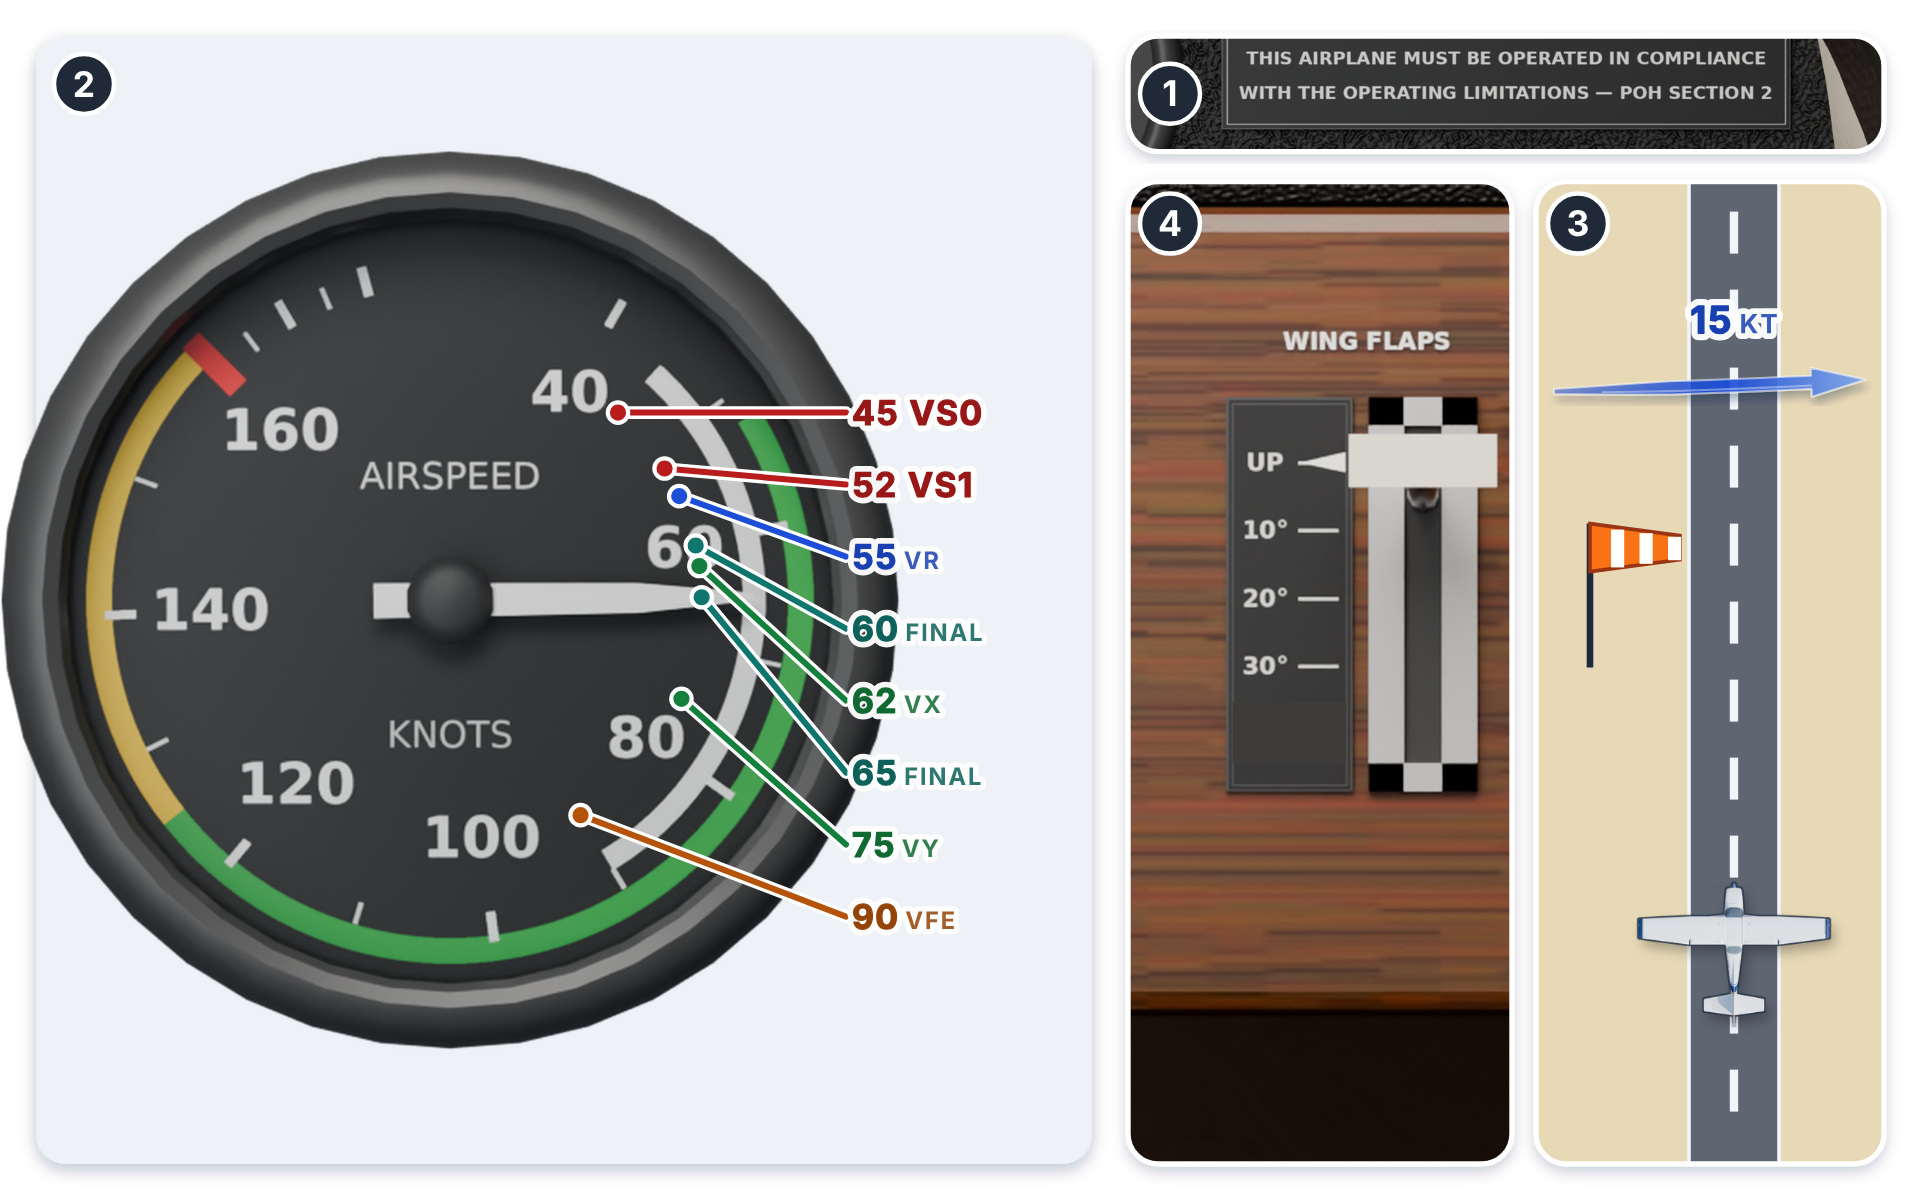 1
THIS AIRPLANE MUST BE OPERATED IN COMPLIANCE
WITH THE OPERATING LIMITATIONS — POH SECTION 2
2
160
40
AIRSPEED
60
140
KNOTS
80
120
100
45 VS0
52 VS1
55 VR
60 FINAL
62 VX
65 FINAL
75 VY
90 VFE
4
WING FLAPS
UP
10°
20°
30°
3
15 KT